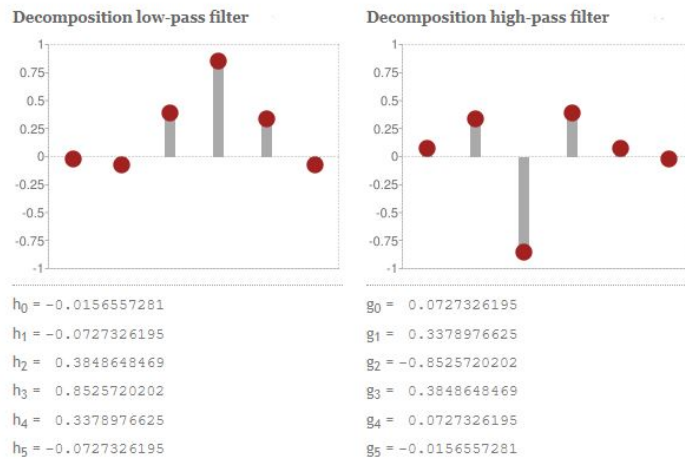 Decomposition low-pass filter
1
0.75
0.5
0.25
0
-0.25
-0.5
-0.75
-1
h0 = -0.0156557281
h1 = -0.0727326195
h2 = 0.3848648469
h3 = 0.8525720202
h4 = 0.3378976625
h5 = -0.0727326195
Decomposition high-pass filter
1
0.75
0.5
0.25
0
-0.25
-0.5
-0.75
-1
g0 = 0.0727326195
g1 = 0.3378976625
g2 = -0.8525720202
g3 = 0.3848648469
g4 = 0.0727326195
g5 = -0.0156557281